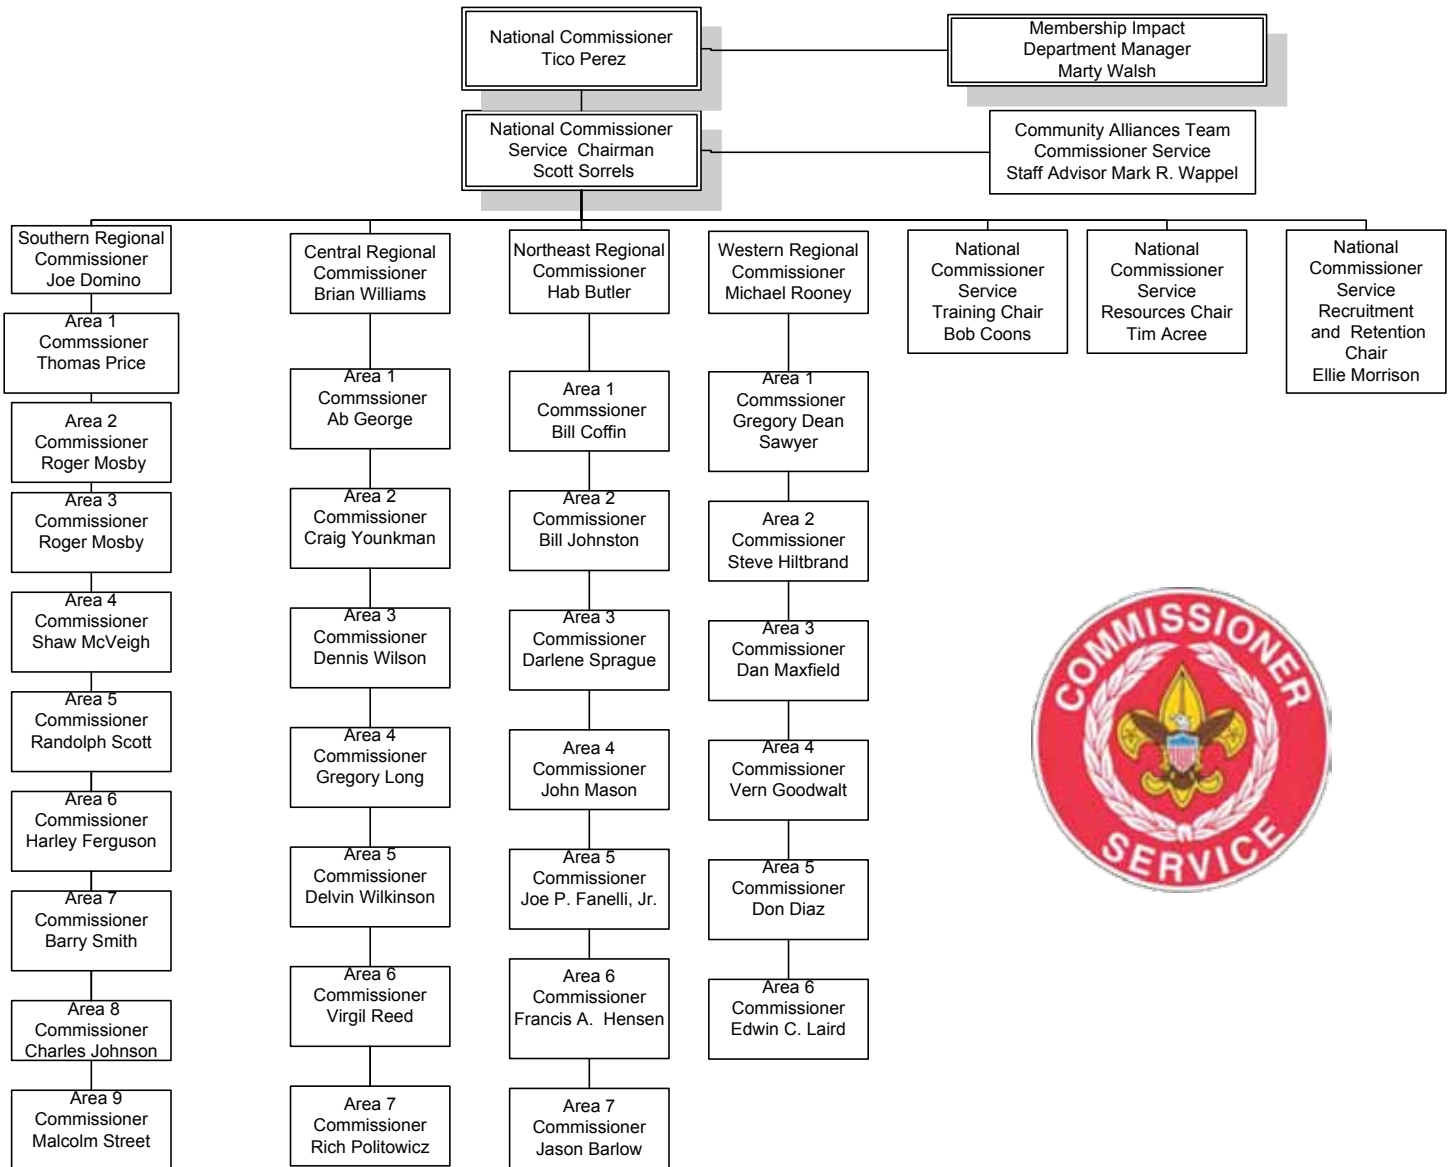 National Commissioner
Tico Perez
Membership Impact
Department Manager
Marty Walsh
National Commissioner
Service Chairman
Scott Sorrels
Community Alliances Team
Commissioner Service
Staff Advisor Mark R. Wappel
Southern Regional
Commissioner
Joe Domino
Area 1
Commssioner
Thomas Price
Area 2
Commissioner
Roger Mosby
Area 3
Commissioner
Roger Mosby
Area 4
Commissioner
Shaw McVeigh
Area 5
Commissioner
Randolph Scott
Area 6
Commissioner
Harley Ferguson
Area 7
Commissioner
Barry Smith
Area 8
Commissioner
Charles Johnson
Area 9
Commissioner
Malcolm Street
Central Regional
Commissioner
Brian Williams
Area 1
Commssioner
Ab George
Area 2
Commissioner
Craig Younkman
Area 3
Commissioner
Dennis Wilson
Area 4
Commissioner
Gregory Long
Area 5
Commissioner
Delvin Wilkinson
Area 6
Commissioner
Virgil Reed
Area 7
Commissioner
Rich Politowicz
Northeast Regional
Commissioner
Hab Butler
Area 1
Commssioner
Bill Coffin
Area 2
Commissioner
Bill Johnston
Area 3
Commissioner
Darlene Sprague
Area 4
Commissioner
John Mason
Area 5
Commissioner
Joe P. Fanelli, Jr.
Area 6
Commissioner
Francis A. Hensen
Area 7
Commissioner
Jason Barlow
Western Regional
Commissioner
Michael Rooney
Area 1
Commssioner
Gregory Dean
Sawyer
Area 2
Commissioner
Steve Hiltbrand
Area 3
Commissioner
Dan Maxfield
Area 4
Commissioner
Vern Goodwalt
Area 5
Commissioner
Don Diaz
Area 6
Commissioner
Edwin C. Laird
National
Commissioner
Service
Training Chair
Bob Coons
National
Commissioner
Service
Resources Chair
Tim Acree
National
Commissioner
Service
Recruitment
and Retention
Chair
Ellie Morrison
COMMISSIONER
SERVICE